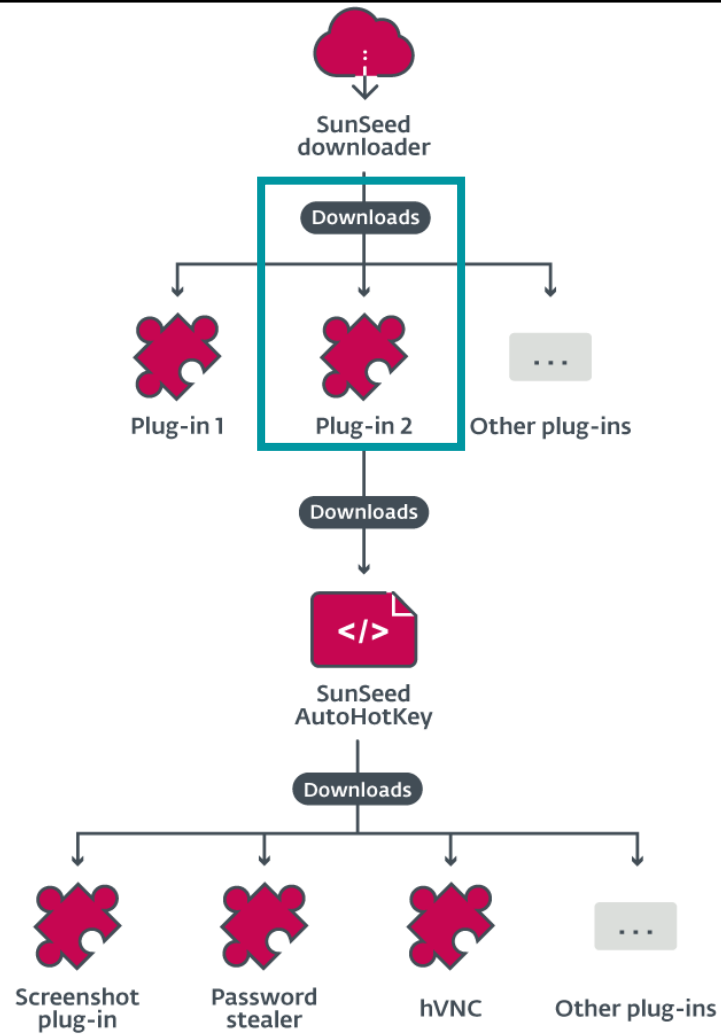 SunSeed
downloader
Downloads
Plug-in 1
Plug-in 2
...
Other plug-ins
Downloads
</>
SunSeed
AutoHotKey
Downloads
Screenshot
plug-in
Password
stealer
hVNC
...
Other plug-ins